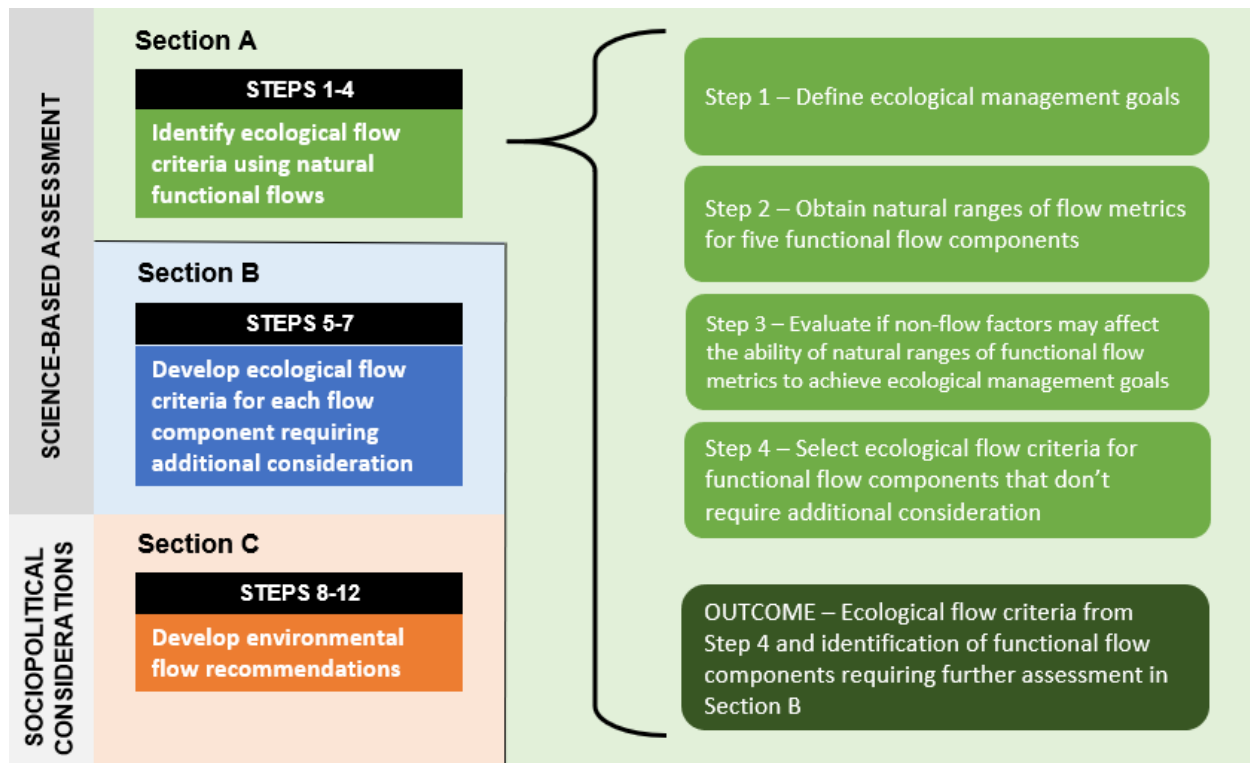 SCIENCE-BASED ASSESSMENT
Section A
STEPS 1-4
Identify ecological flow
criteria using natural
functional flows
Section B
STEPS 5-7
Develop ecological flow
criteria for each flow
component requiring
additional consideration
SOCIOPOLITICAL
CONSIDERATIONS
Section C
STEPS 8-12
Develop environmental
flow recommendations
Step 1 – Define ecological management goals
Step 2 – Obtain natural ranges of flow metrics
for five functional flow components
Step 3 – Evaluate if non-flow factors may affect
the ability of natural ranges of functional flow
metrics to achieve ecological management goals
Step 4 – Select ecological flow criteria for
functional flow components that don’t
require additional consideration
OUTCOME – Ecological flow criteria from
Step 4 and identification of functional flow
components requiring further assessment in
Section B